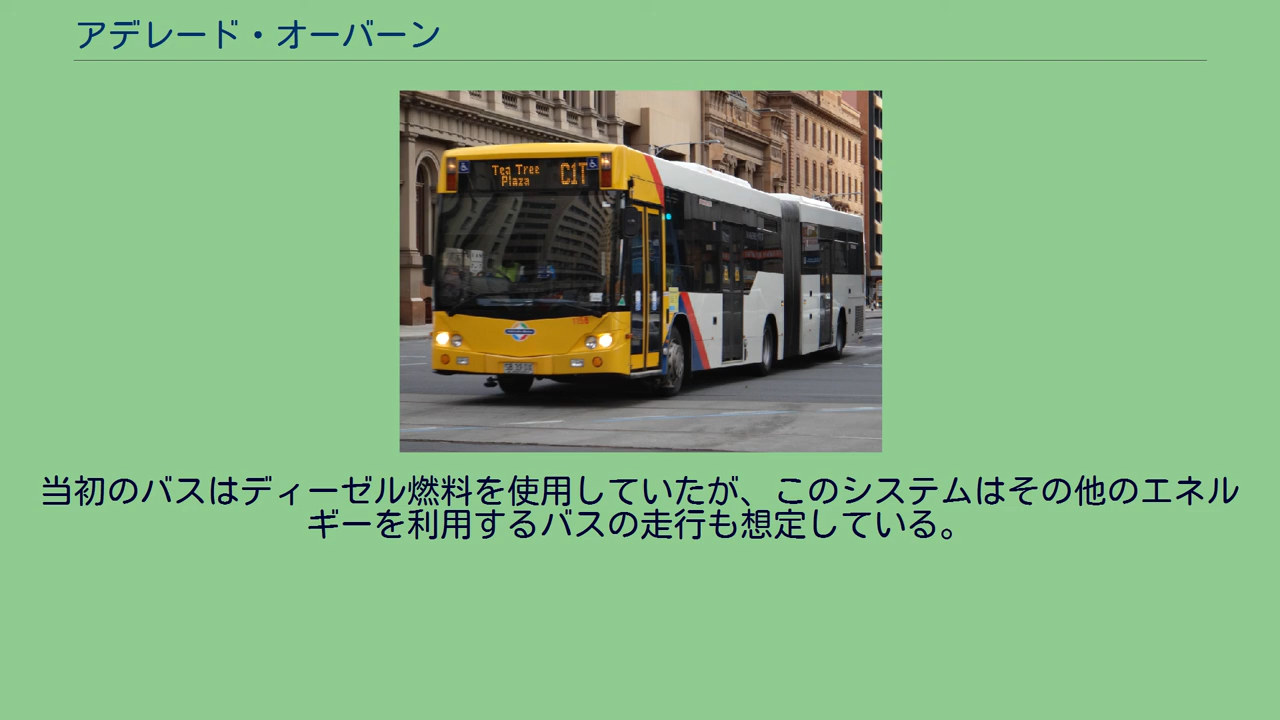 アデレード・オーバーン
Tea Tree
Plaza
C1T
当初のバスはディーゼル燃料を使用していたが、このシステムはその他のエネル
ギーを利用するバスの走行も想定している。